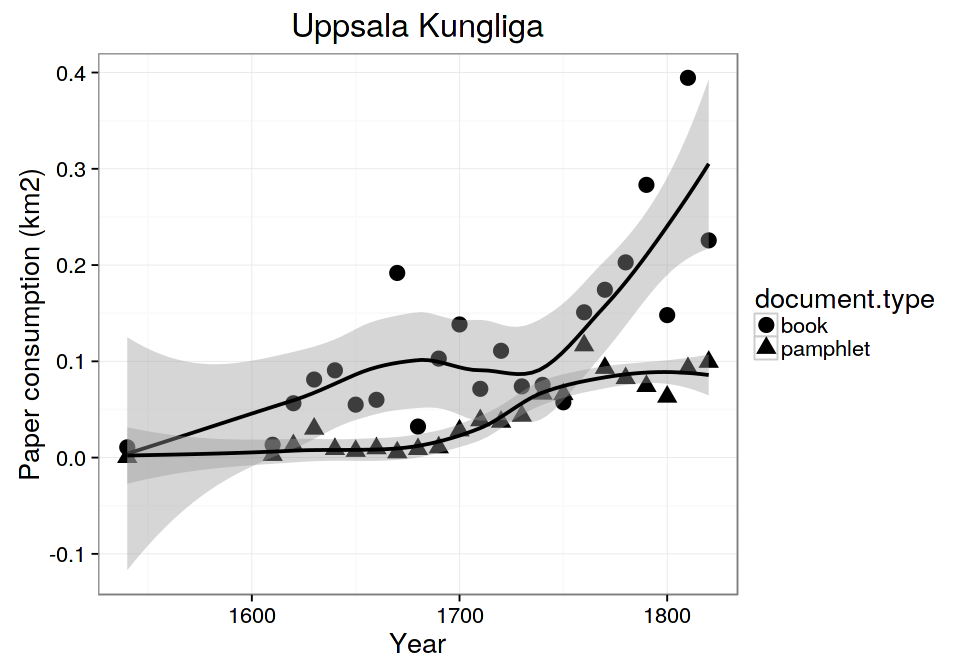 Uppsala Kungliga
Paper consumption (km2)
0.4
0.3
0.2
0.1
0.0
-0.1
1600 1700 1800
Year
document.type
book
pamphlet